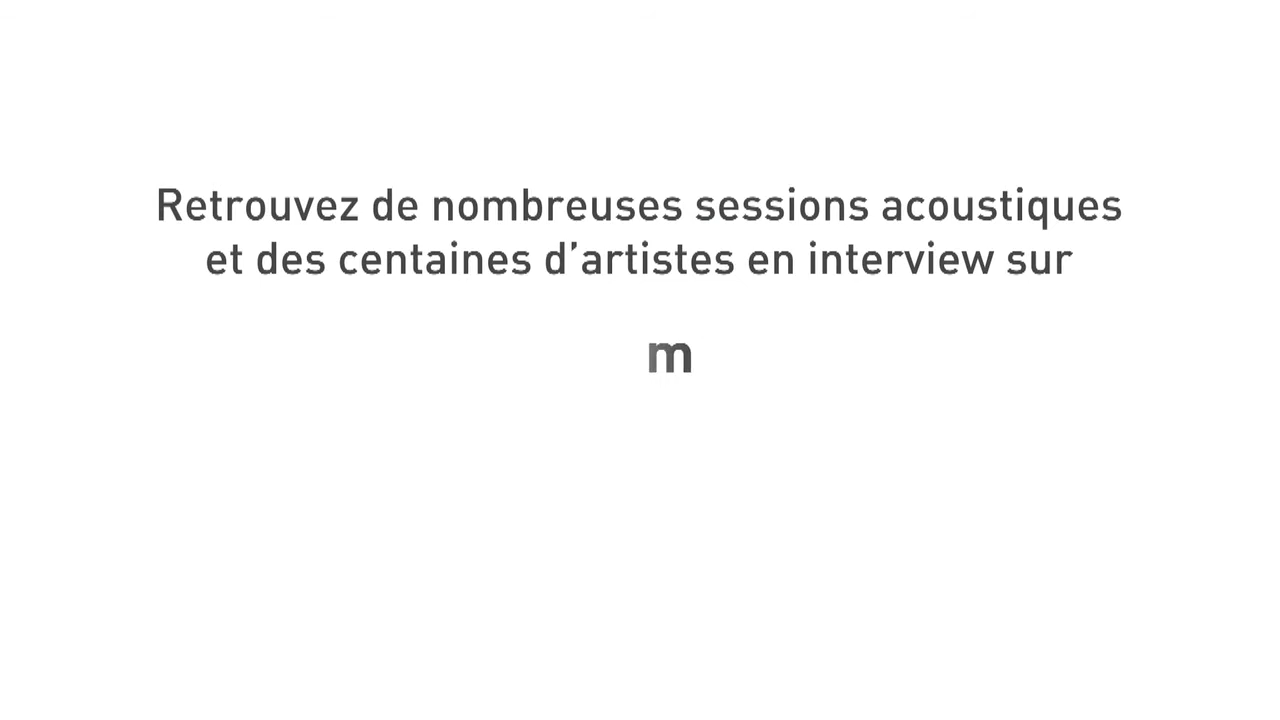 Retrouvez de nombreuses sessions acoustiques
et des centaines d’artistes en interview sur
m